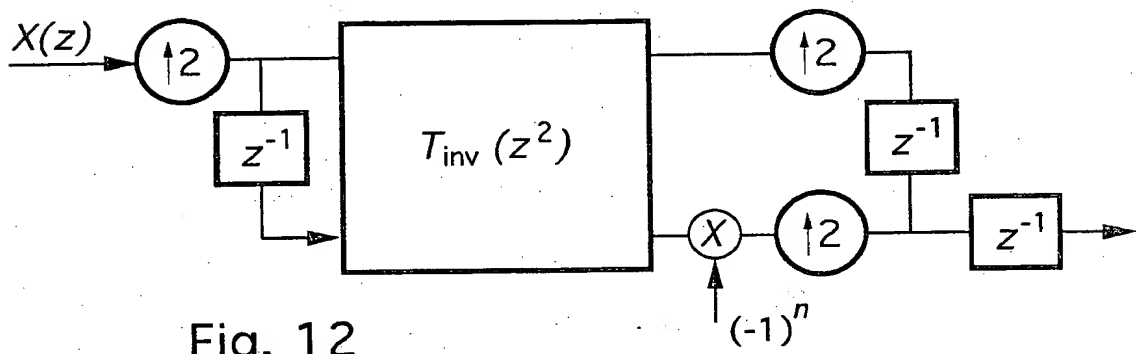 X(z)
↑2
z⁻¹
T_inv (z²)
↑2
z⁻¹
X
↑2
z⁻¹
(-1)ⁿ
Fig. 12